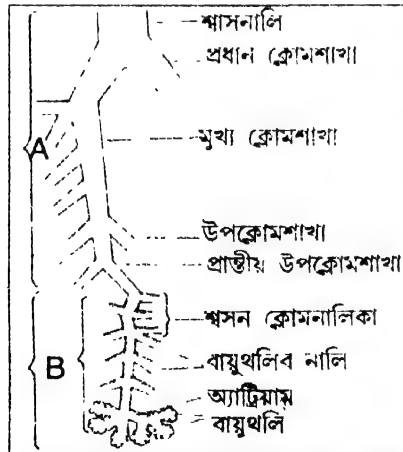 শ্বাসনালি
প্রধান ক্লোমশাখা
A
মুখ্য ক্লোমশাখা
উপক্লোমশাখা
প্রান্তীয় উপক্লোমশাখা
শ্বসন ক্লোমনালিকা
B
বায়ুথলিব নালি
অ্যাট্রিয়াম
বায়ুথলি